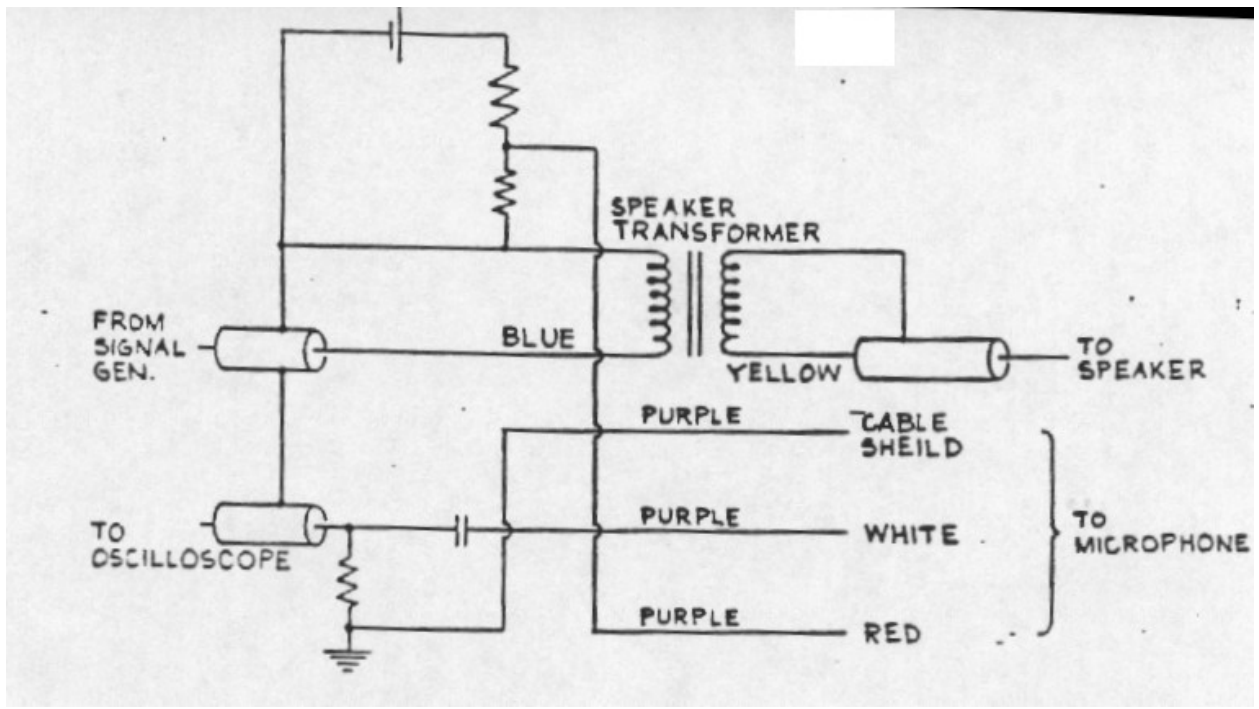 SPEAKER
TRANSFORMER
FROM
SIGNAL
GEN.
BLUE
YELLOW
TO
SPEAKER
PURPLE
CABLE
SHEILD
TO
OSCILLOSCOPE
PURPLE
WHITE
TO
MICROPHONE
PURPLE
RED